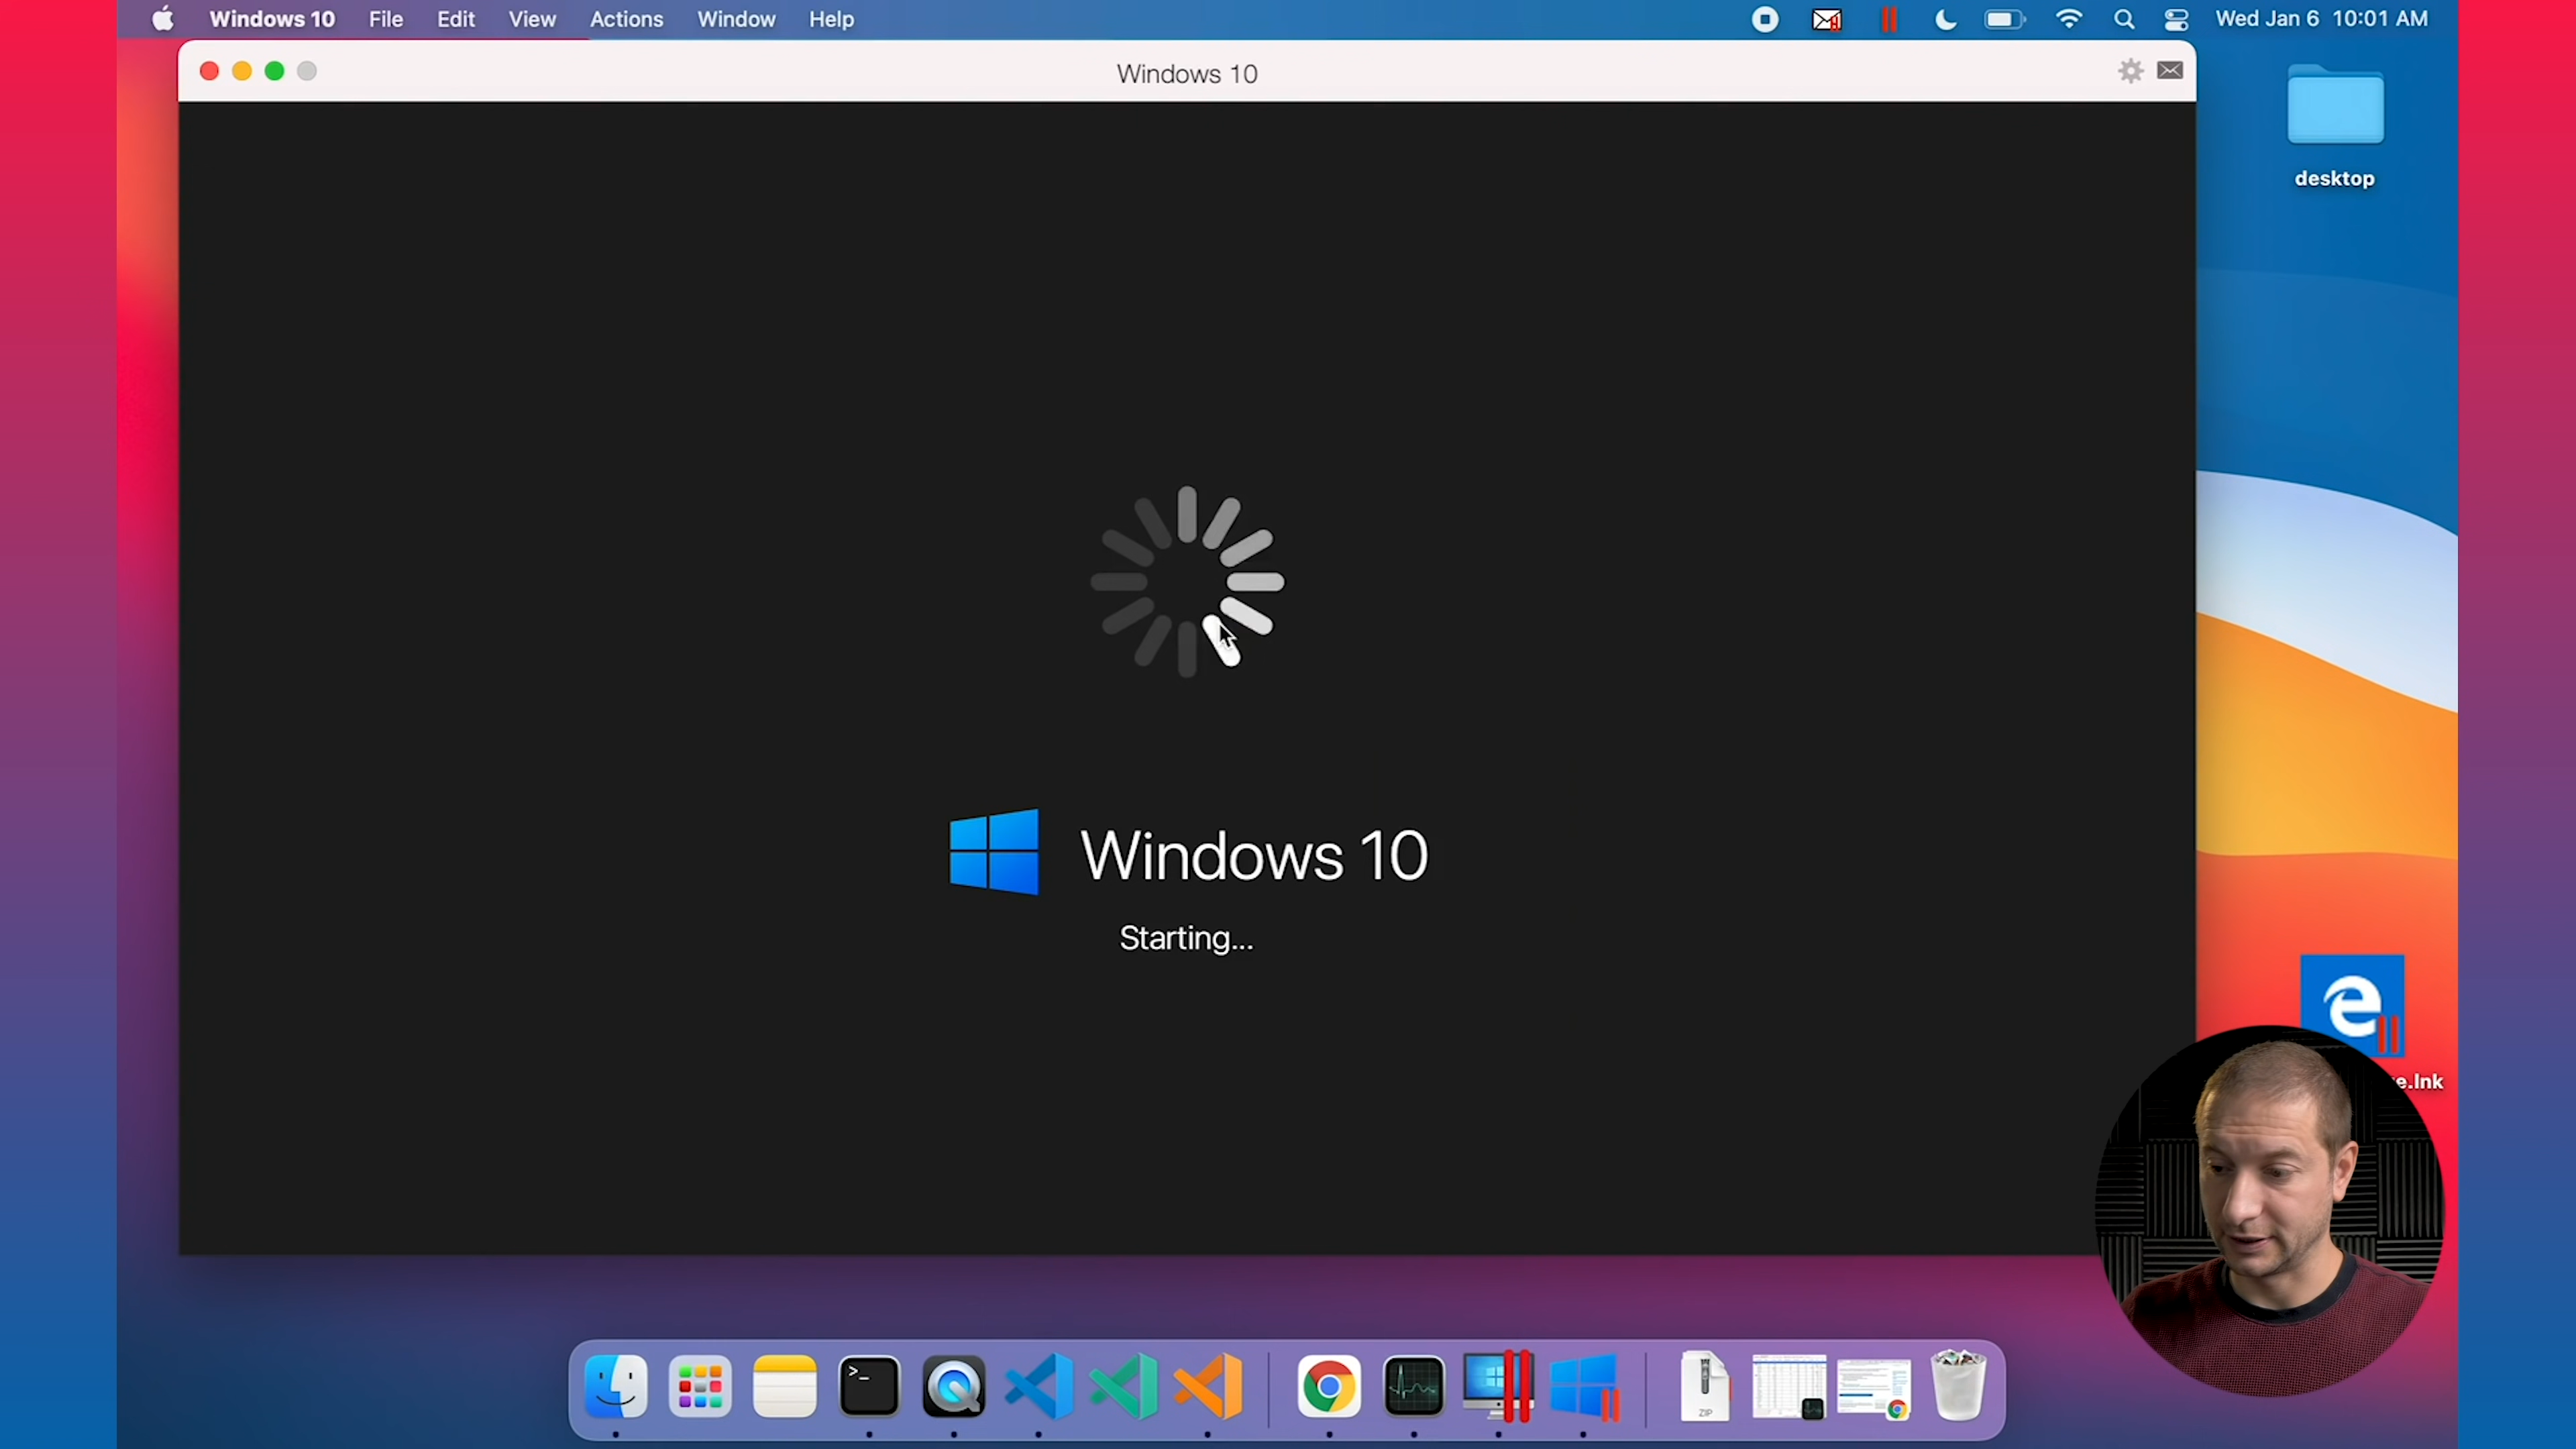 Windows 10 File Edit View Actions Window Help Wed Jan 6 10:01 AM
Windows 10
desktop
Windows 10
Starting...
e.lnk
>_
ZIP